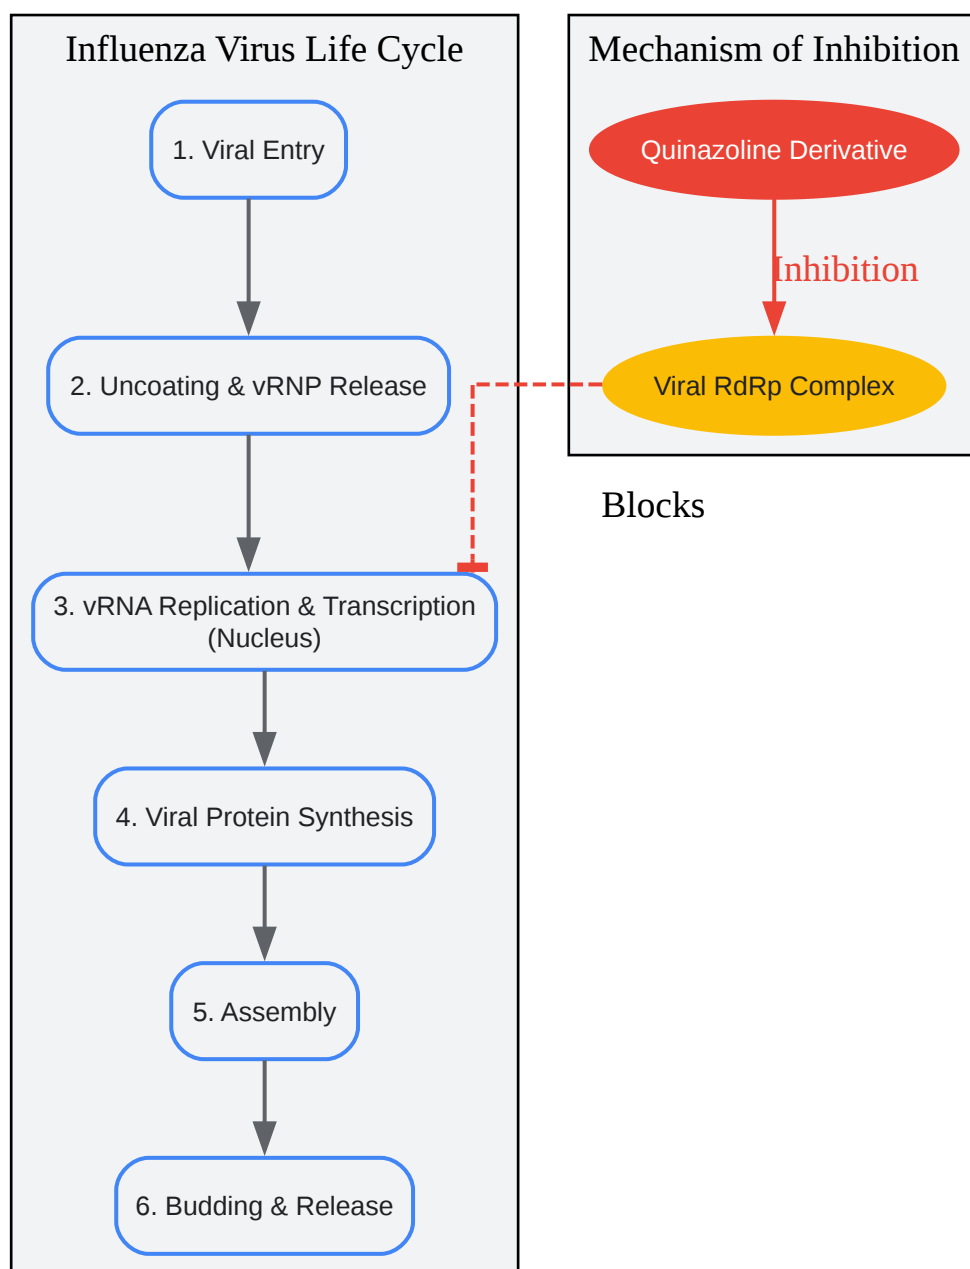 Influenza Virus Life Cycle
1. Viral Entry
2. Uncoating & vRNP Release
3. vRNA Replication & Transcription
(Nucleus)
4. Viral Protein Synthesis
5. Assembly
6. Budding & Release
Mechanism of Inhibition
Quinazoline Derivative
Inhibition
Viral RdRp Complex
Blocks